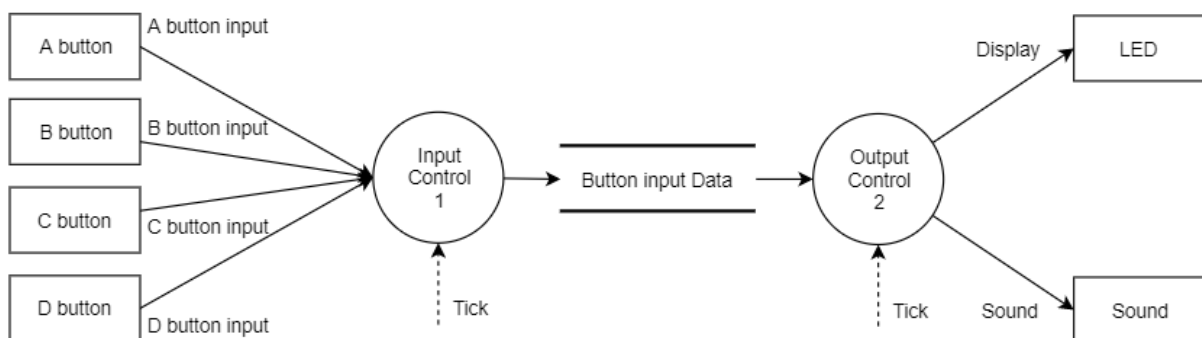 A button
A button input
B button
B button input
C button
C button input
D button
D button input
Input
Control
1
Tick
Button input Data
Output
Control
2
Tick
Display
LED
Sound
Sound